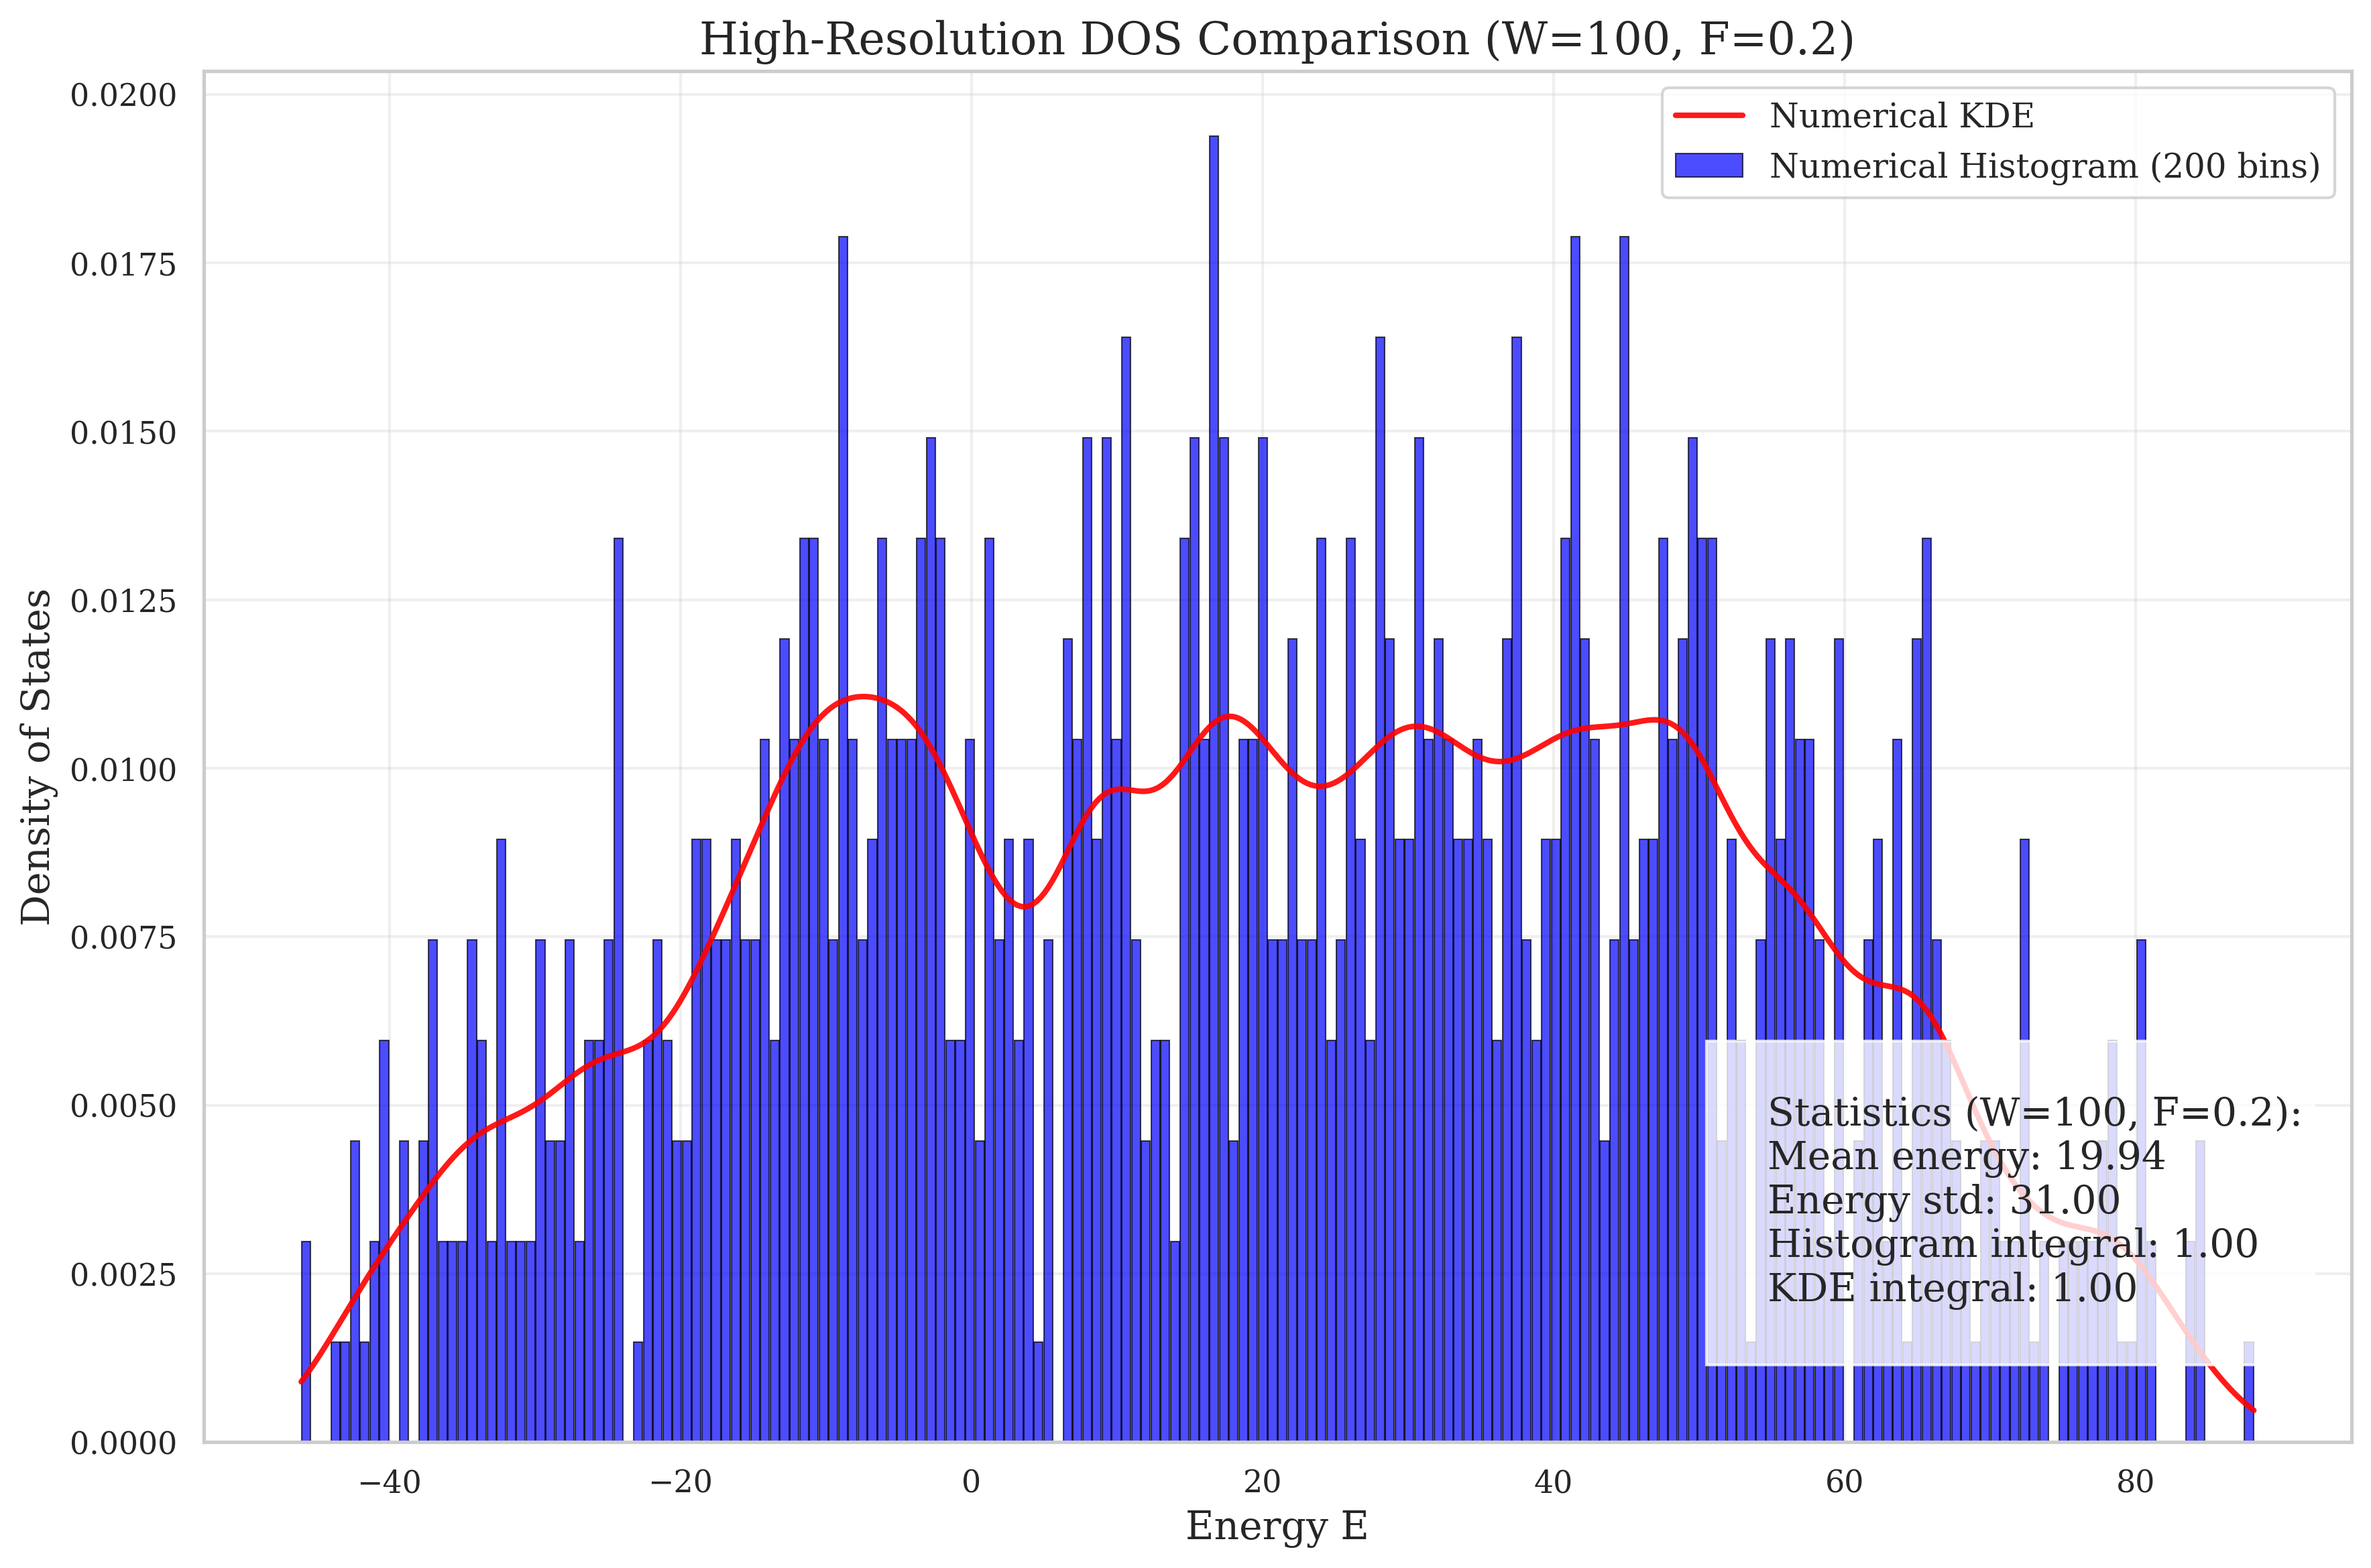 High-Resolution DOS Comparison (W=100, F=0.2)
Numerical KDE
Numerical Histogram (200 bins)
Density of States
0.0200
0.0175
0.0150
0.0125
0.0100
0.0075
0.0050
0.0025
0.0000
Statistics (W=100, F=0.2):
Mean energy: 19.94
Energy std: 31.00
Histogram integral: 1.00
KDE integral: 1.00
−40
−20
0
20
40
60
80
Energy E